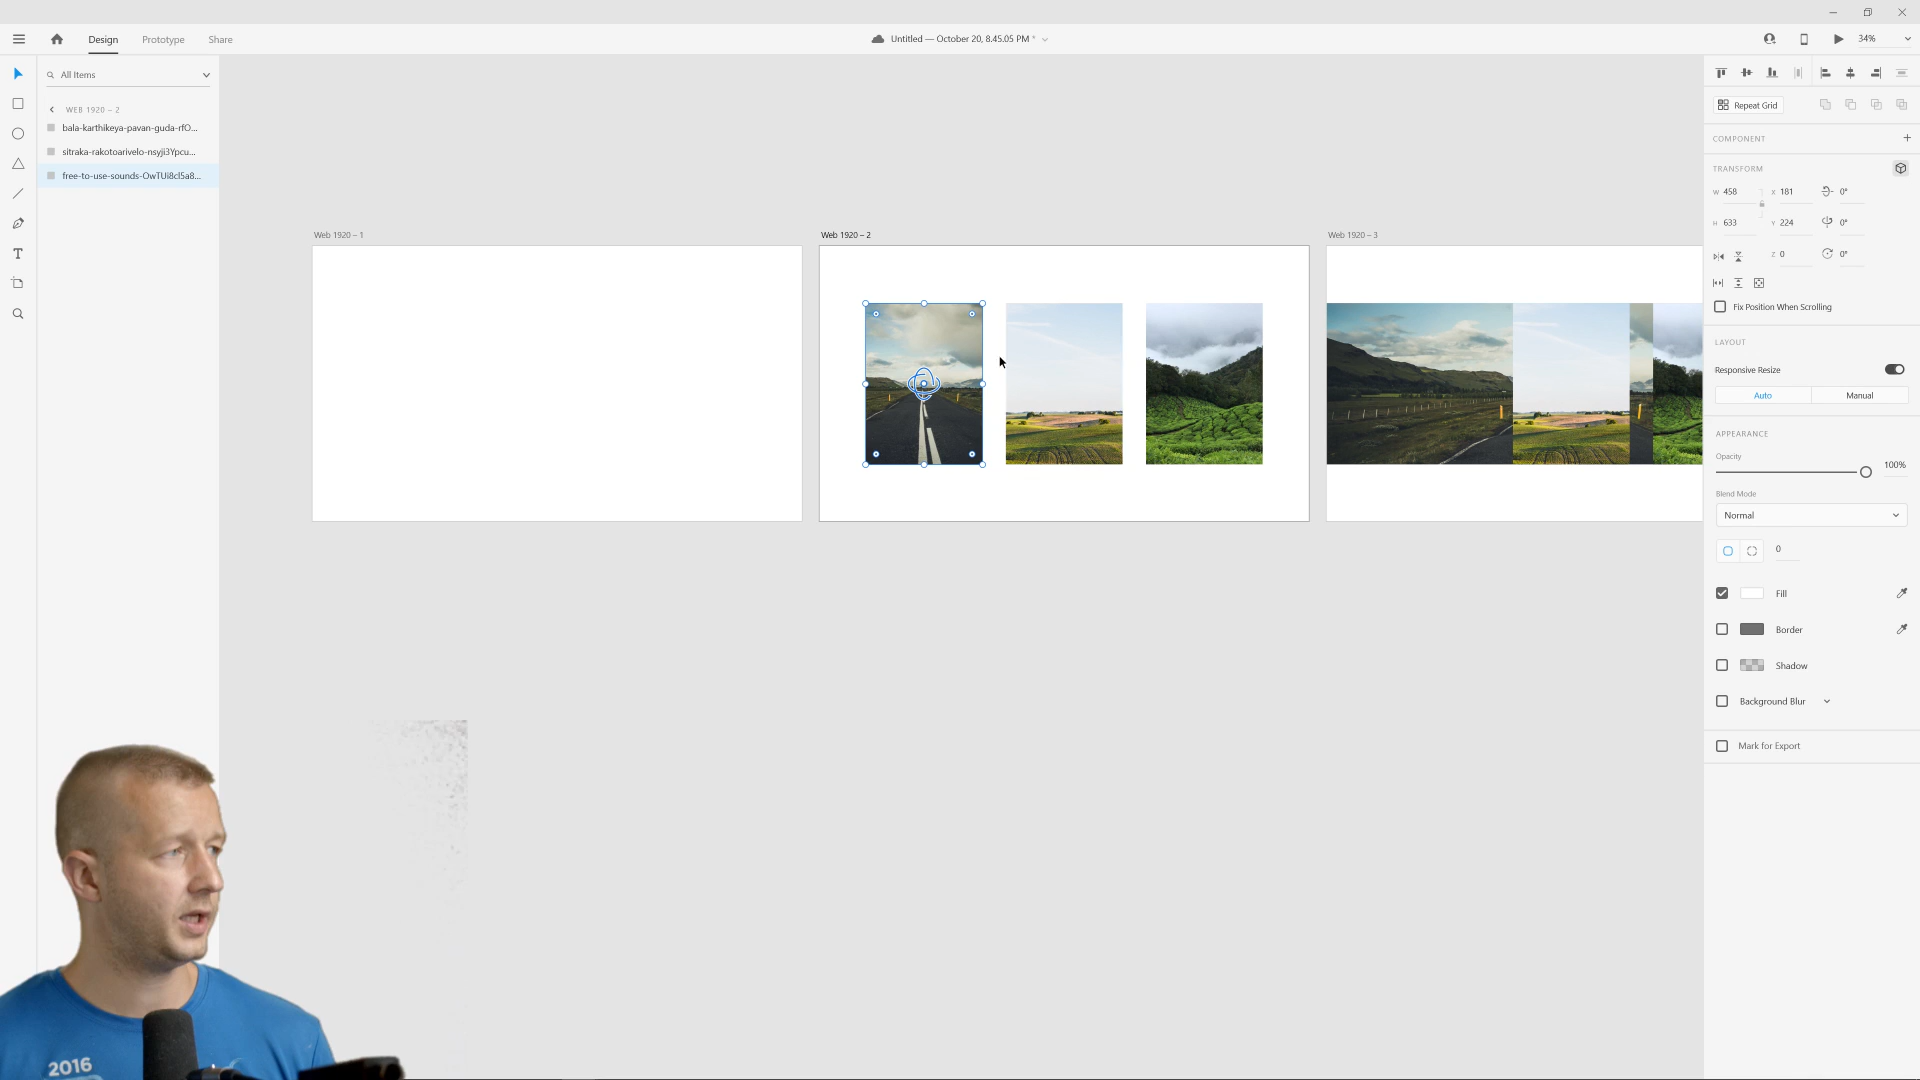 Design
Prototype
Share
Untitled — October 20, 8.45.05 PM *
34%
All Items
WEB 1920 – 2
bala-karthikeya-pavan-guda-rfO...
sitraka-rakotoarivelo-nsyji3Ypcu...
free-to-use-sounds-OwTUi8cl5a8...
Web 1920 – 1
Web 1920 – 2
Web 1920 – 3
Repeat Grid
COMPONENT
TRANSFORM
W 458
X 181
0°
H 633
Y 224
0°
Z 0
0°
Fix Position When Scrolling
LAYOUT
Responsive Resize
Auto
Manual
APPEARANCE
Opacity
100%
Blend Mode
Normal
0
Fill
Border
Shadow
Background Blur
Mark for Export
2016